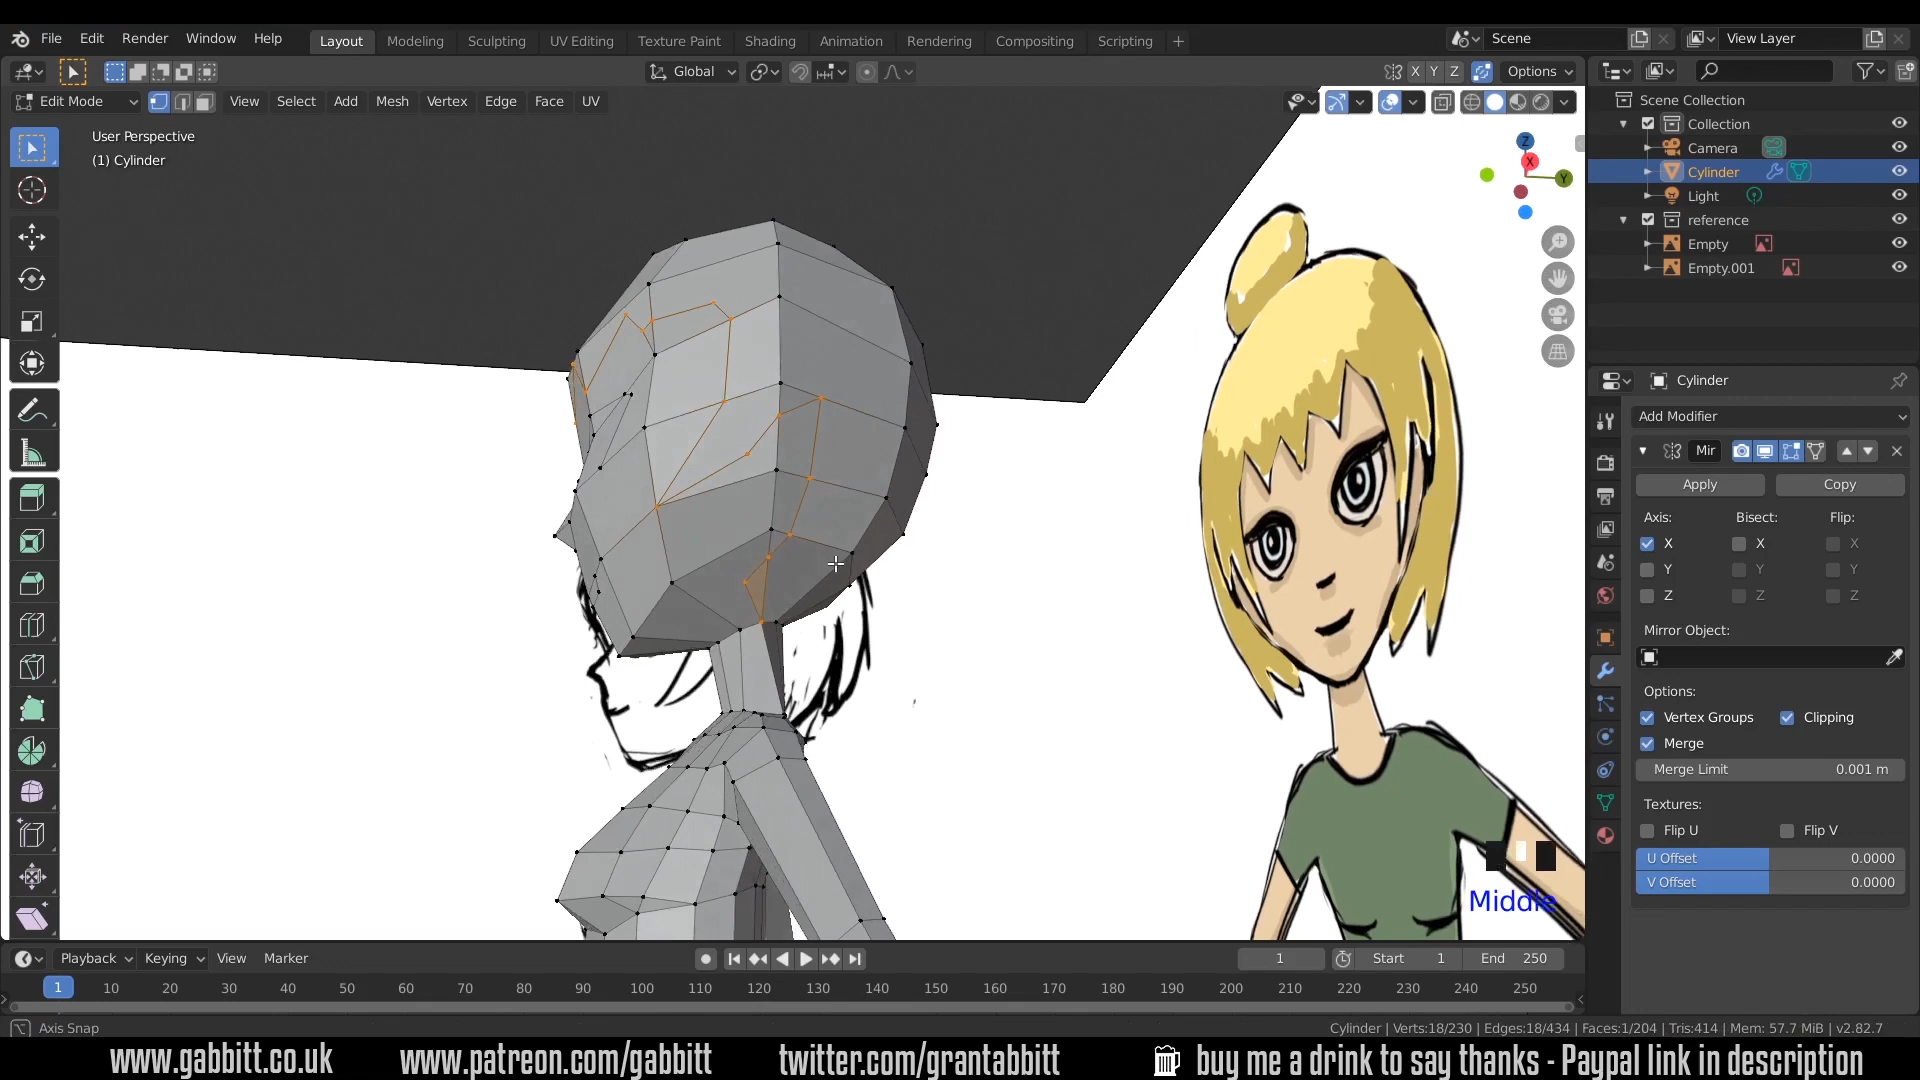 File Edit Render Window Help Layout Modeling Sculpting UV Editing Texture Paint Shading Animation Rendering Compositing Scripting + Scene View Layer
Global X Y Z Options
Edit Mode View Select Add Mesh Vertex Edge Face UV
Scene Collection
Collection
Camera
Cylinder
Light
reference
Empty
Empty.001
User Perspective
(1) Cylinder
Z
X
Y
Cylinder
Add Modifier
Mir
Apply Copy
Axis: Bisect: Flip:
X X X
Y Y Y
Z Z Z
Mirror Object:
Options:
Vertex Groups Clipping
Merge
Merge Limit 0.001 m
Textures:
Flip U Flip V
U Offset 0.0000
V Offset 0.0000
Middle
Playback Keying View Marker 1 Start 1 End 250
1 10 20 30 40 50 60 70 80 90 100 110 120 130 140 150 160 170 180 190 200 210 220 230 240 250
Axis Snap Cylinder | Verts:18/230 | Edges:18/434 | Faces:1/204 | Tris:414 | Mem: 57.7 MiB | v2.82.7
www.gabbitt.co.uk www.patreon.com/gabbitt twitter.com/grantabbitt buy me a drink to say thanks - Paypal link in description